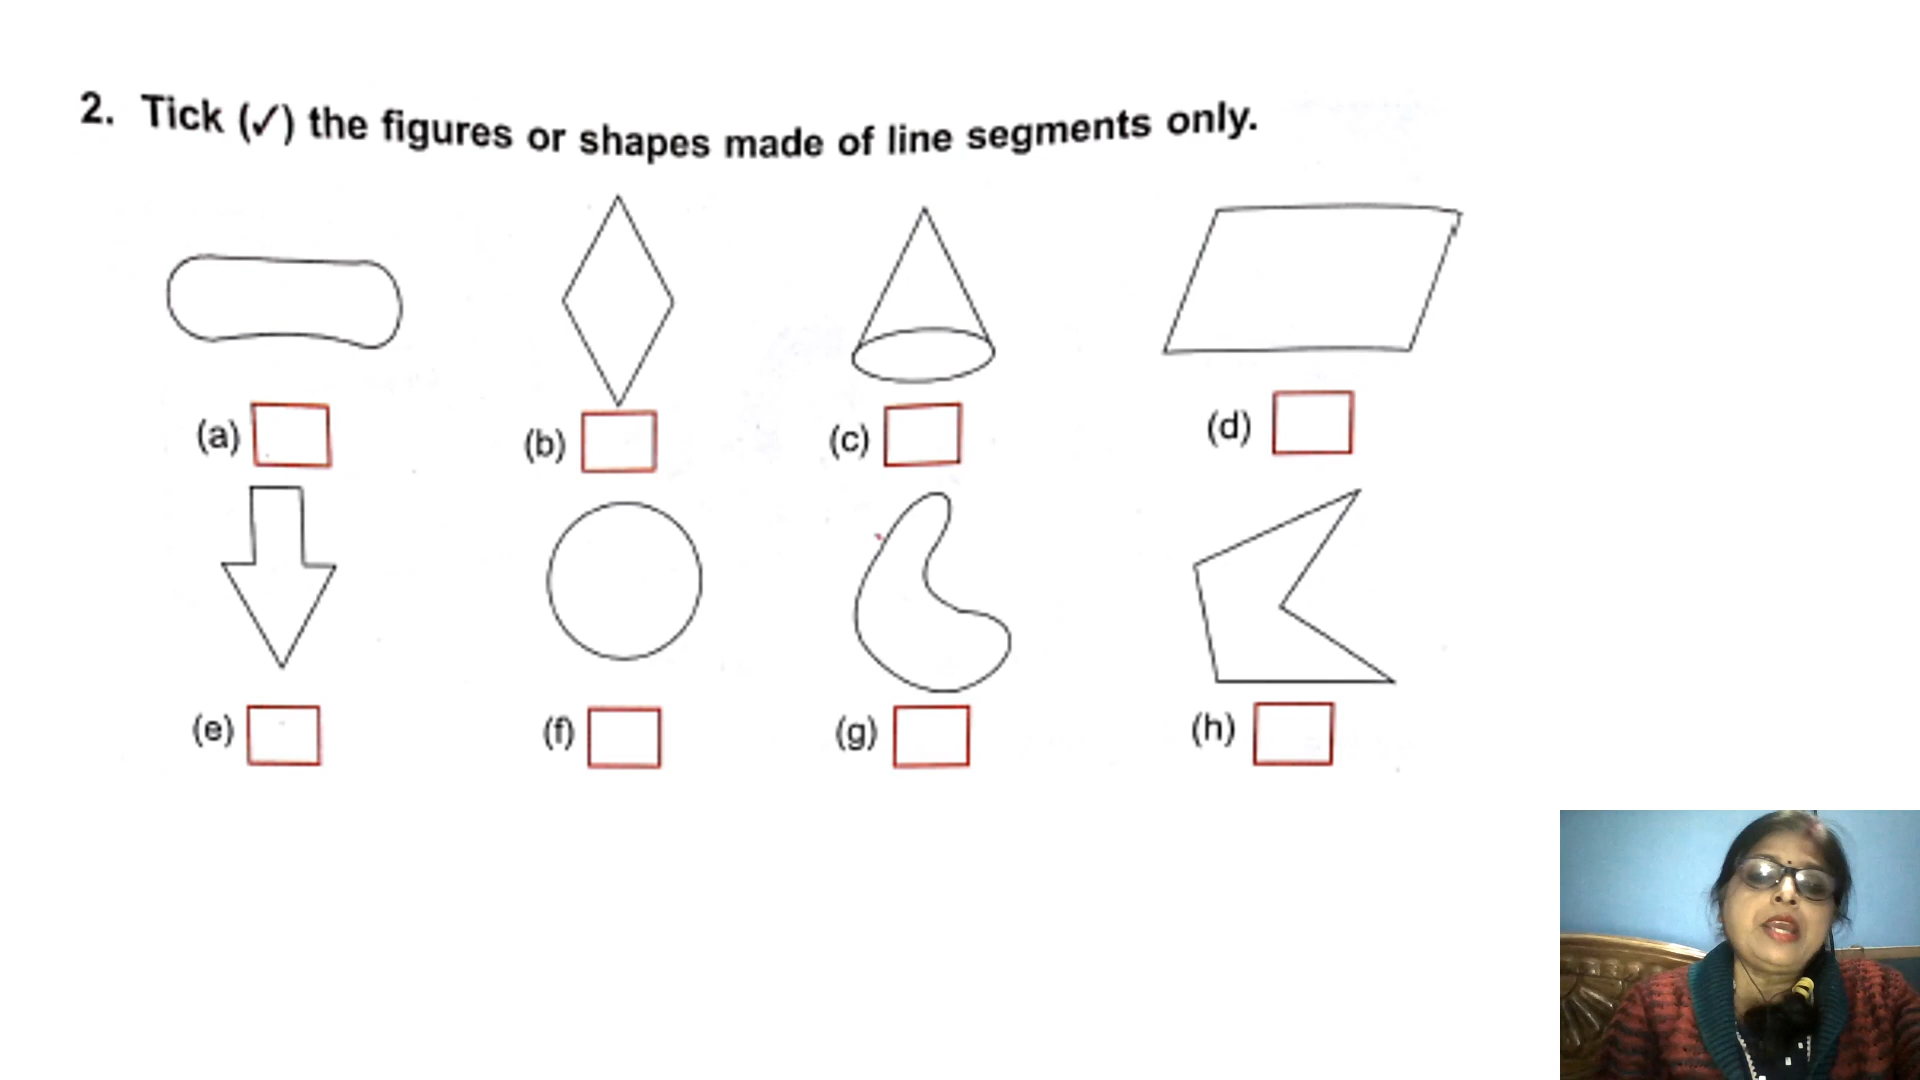 2. Tick (✓) the figures or shapes made of line segments only.
(a) (b) (c) (d)
(e) (f) (g) (h)